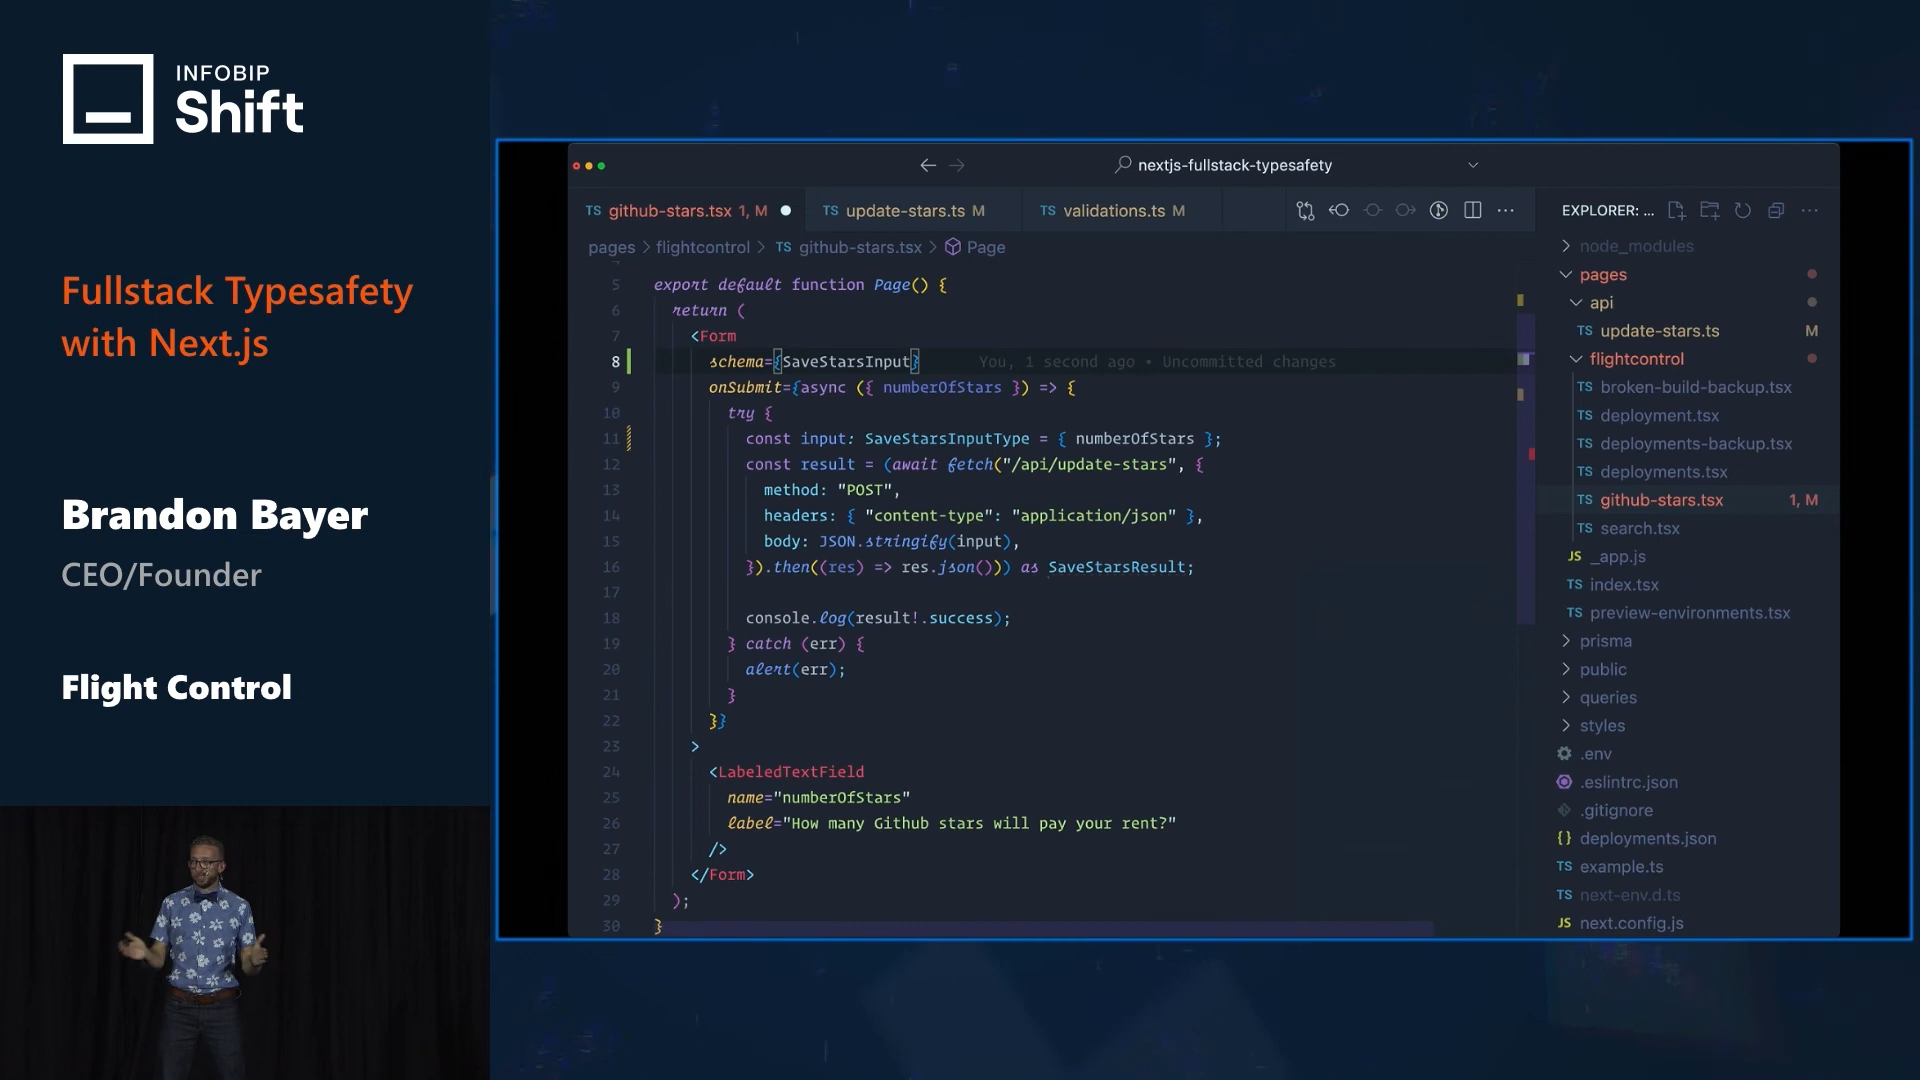 INFOBIP
Shift
Fullstack Typesafety
with Next.js
Brandon Bayer
CEO/Founder
Flight Control
nextjs-fullstack-typesafety
TS github-stars.tsx 1, M
TS update-stars.ts M
TS validations.ts M
pages > flightcontrol > TS github-stars.tsx > Page
5 export default function Page() {
6 return (
7 <Form
8 schema={SaveStarsInput} You, 1 second ago • Uncommitted changes
9 onSubmit={async ({ numberOfStars }) => {
10 try {
11 const input: SaveStarsInputType = { numberOfStars };
12 const result = (await fetch("/api/update-stars", {
13 method: "POST",
14 headers: { "content-type": "application/json" },
15 body: JSON.stringify(input),
16 }).then((res) => res.json())) as SaveStarsResult;
17
18 console.log(result!.success);
19 } catch (err) {
20 alert(err);
21 }
22 }}
23 >
24 <LabeledTextField
25 name="numberOfStars"
26 label="How many Github stars will pay your rent?"
27 />
28 </Form>
29 );
30 }
EXPLORER: ...
node_modules
pages
api
TS update-stars.ts M
flightcontrol
TS broken-build-backup.tsx
TS deployment.tsx
TS deployments-backup.tsx
TS deployments.tsx
TS github-stars.tsx 1, M
TS search.tsx
JS _app.js
TS index.tsx
TS preview-environments.tsx
prisma
public
queries
styles
.env
.eslintrc.json
.gitignore
{} deployments.json
TS example.ts
TS next-env.d.ts
JS next.config.js